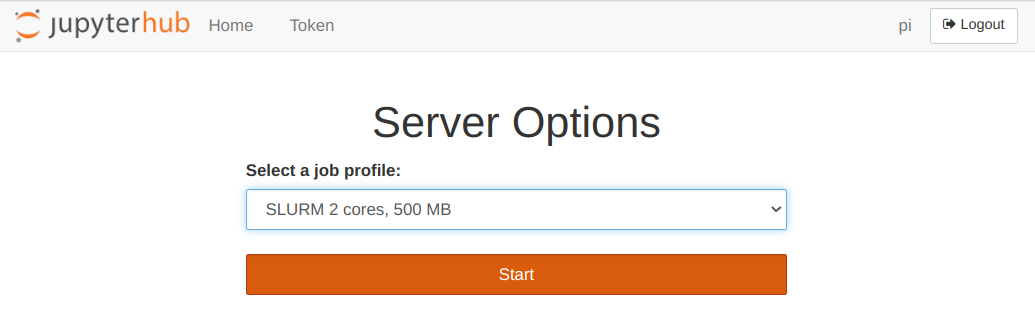 jupyterhub Home Token pi Logout
Server Options
Select a job profile:
SLURM 2 cores, 500 MB
Start